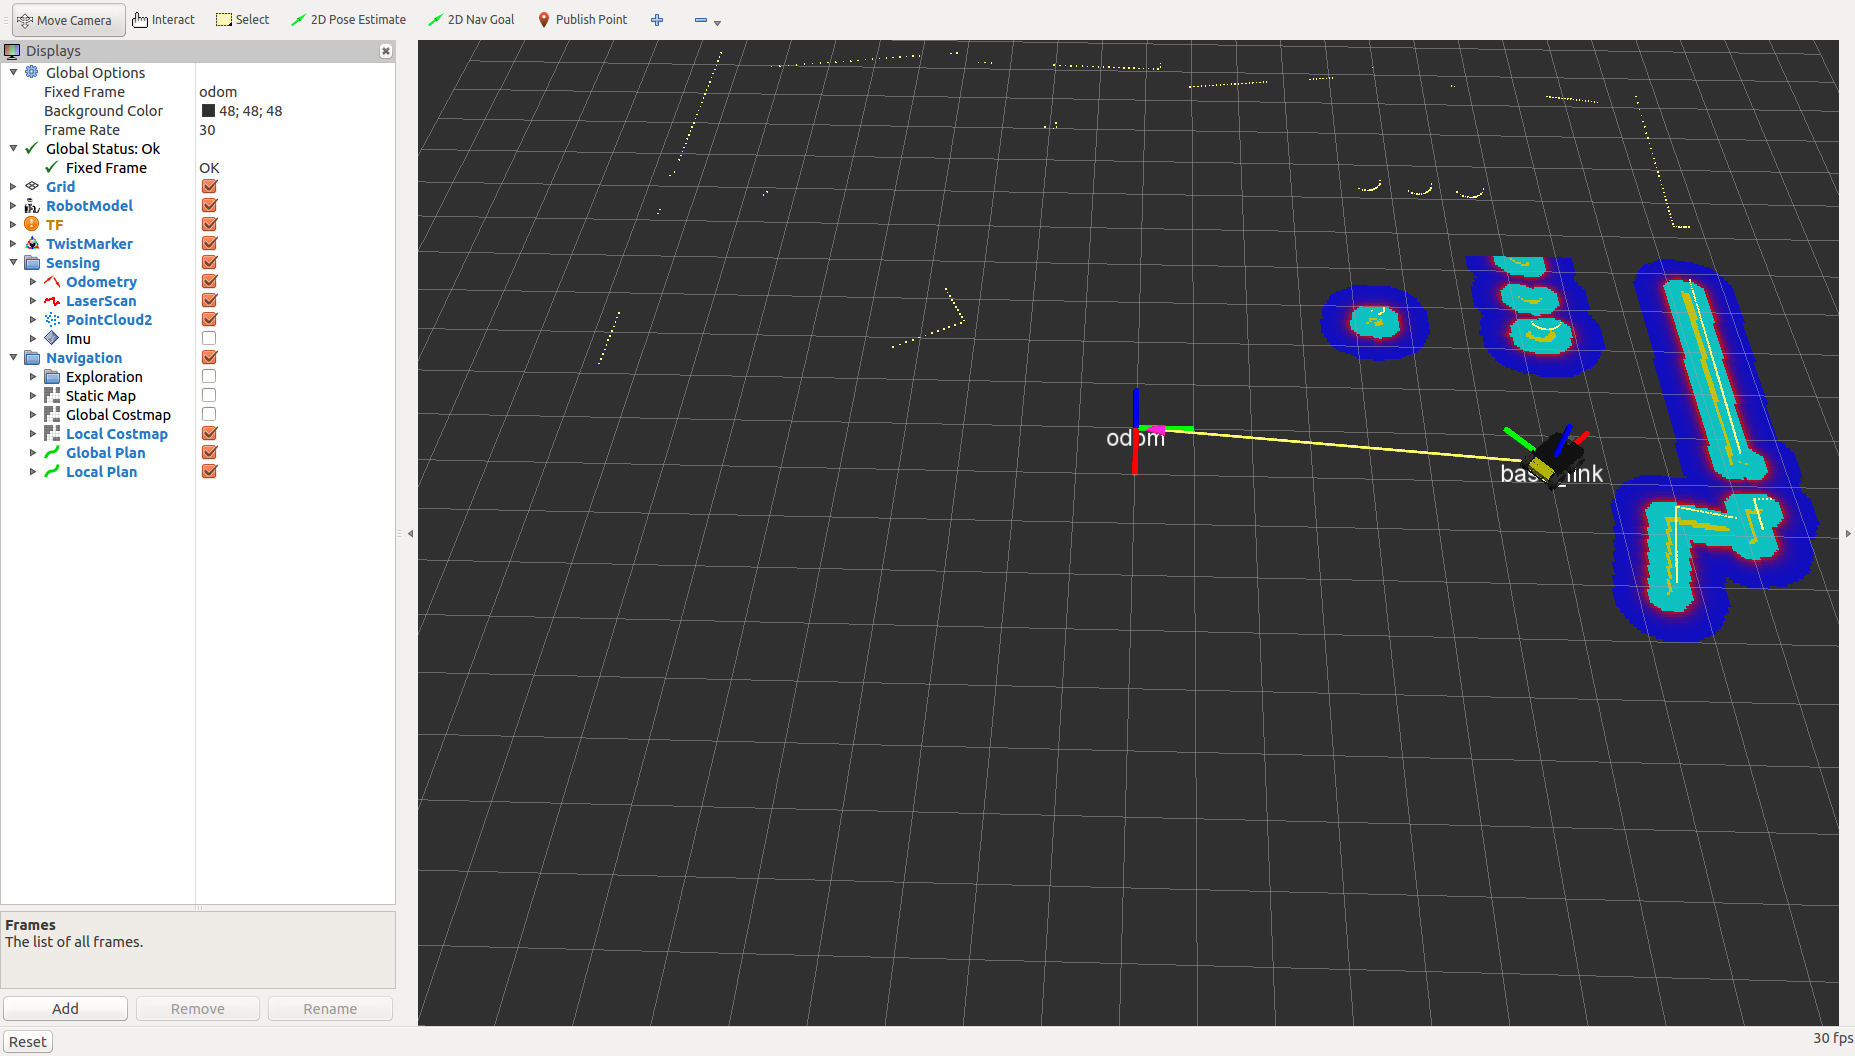 Move Camera Interact Select 2D Pose Estimate 2D Nav Goal Publish Point
Displays
Global Options
Fixed Frame odom
Background Color 48; 48; 48
Frame Rate 30
Global Status: Ok
Fixed Frame OK
Grid
RobotModel
TF
TwistMarker
Sensing
Odometry
LaserScan
PointCloud2
Imu
Navigation
Exploration
Static Map
Global Costmap
Local Costmap
Global Plan
Local Plan
odom
base_link
Frames
The list of all frames.
Add Remove Rename
Reset
30 fps